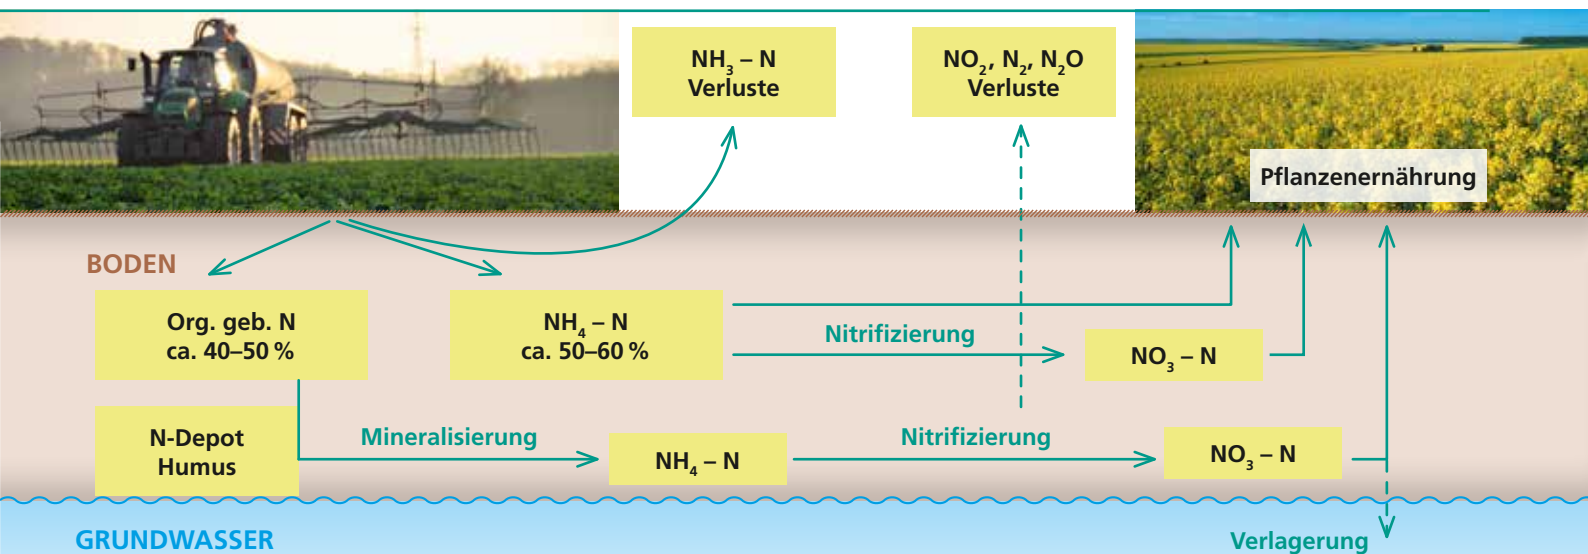 NH₃ – N
Verluste
NO₂, N₂, N₂O
Verluste
Pflanzenernährung
BODEN
Org. geb. N
ca. 40–50 %
NH₄ – N
ca. 50–60 %
Nitrifizierung
NO₃ – N
N-Depot
Humus
Mineralisierung
NH₄ – N
Nitrifizierung
NO₃ – N
GRUNDWASSER
Verlagerung